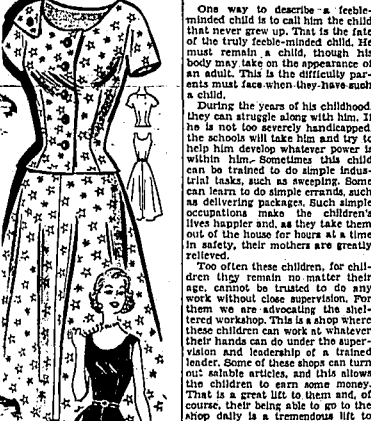 One way to describe a feeble-
minded child is to call him the child
that never grew up. That is the fate
of the truly feeble-minded child. He
must remain a child, though his
body may take on the appearance of
an adult. This is the difficulty par-
ents must face when they have such
a child.
During the years of his childhood
they can struggle along with him. If
he is not too severely handicapped
the schools will take him and try to
help him develop whatever power is
within him. Sometimes this child
can be trained to do simple indus-
trial tasks, such as sweeping. Some
can learn to do simple errands, such
as delivering packages. Such simple
occupations make the children's
lives happier and, as they take them
out of the house for hours at a time
in safety, their mothers are greatly
relieved.
Too often these children, for chil-
dren they remain no matter their
age, cannot be trusted to do any
work without close supervision. For
them we are advocating the shel-
tered workshop. This is a shop where
these children can work at whatever
their hands can do under the super-
vision and leadership of a trained
leader. Some of these shops can turn
out salable articles, and this allows
the children to earn some money.
That is a great lift to them and, of
course, their being able to go to the
shop daily is a tremendous lift to